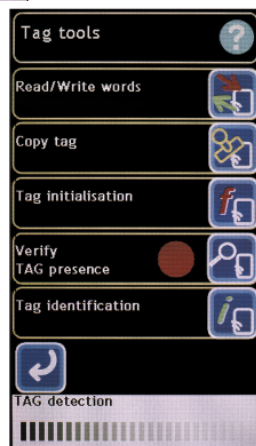 Tag tools
?
Read/Write words
Copy tag
Tag initialisation
f
Verify
TAG presence
Tag identification
i
TAG detection